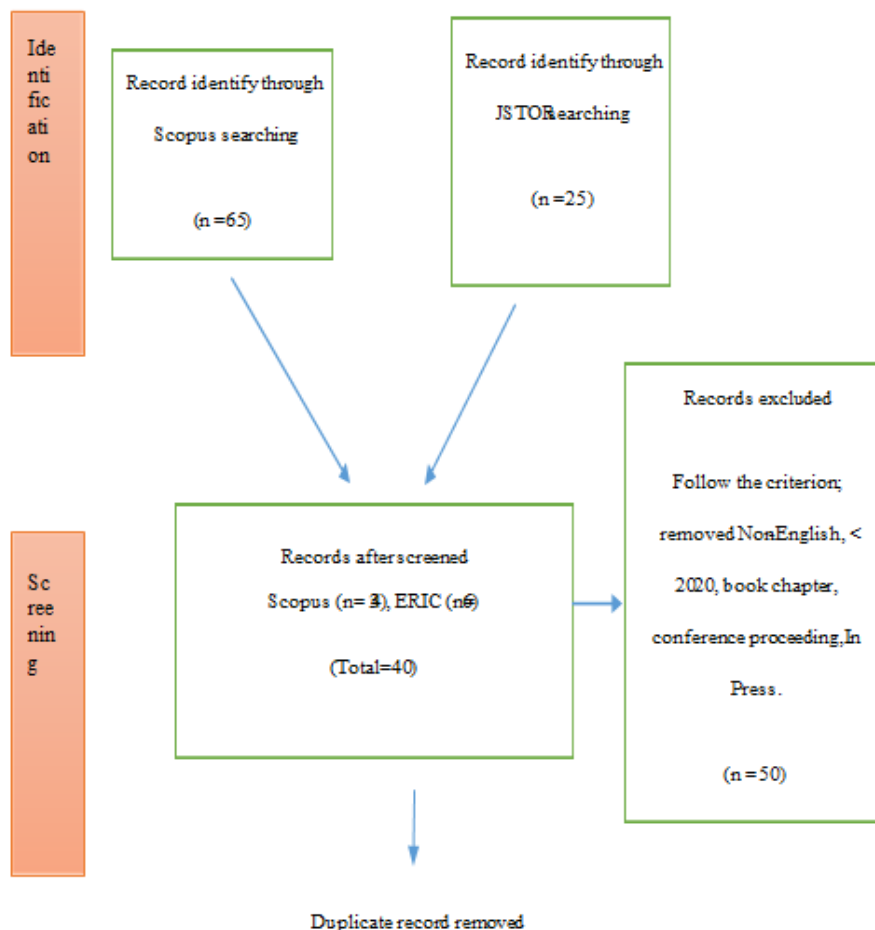 Ide
nti
fic
ati
on
Record identify through
Scopus searching
(n =65)
Record identify through
JSTOR searching
(n =25)
Records excluded
Follow the criterion;
removed Non-English, <
2020, book chapter,
conference proceeding, In
Press.
(n = 50)
Sc
ree
nin
g
Records after screened
Scopus (n= ), ERIC (n )
(Total=40)
Duplicate record removed